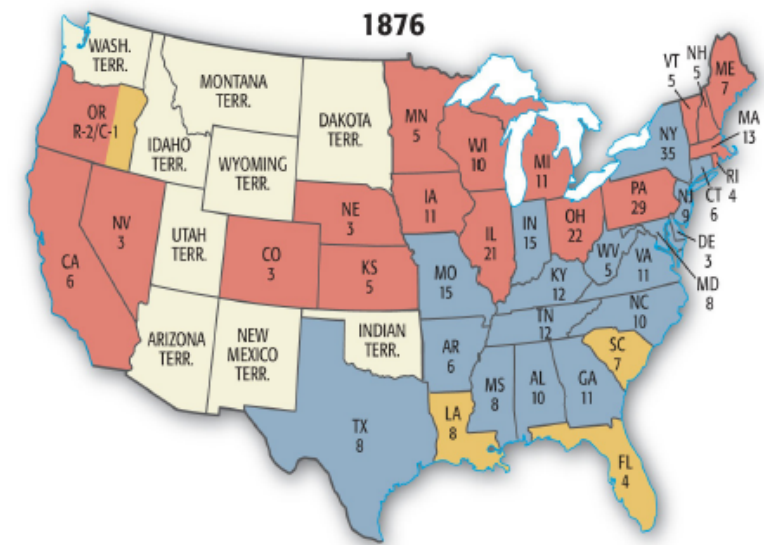 1876
WASH.
TERR.
MONTANA
TERR.
DAKOTA
TERR.
MN
5
VT
5
NH
5
ME
7
MA
13
OR
R-2/C-1
IDAHO
TERR.
WYOMING
TERR.
WI
10
MI
11
NY
35
RI
4
CT
6
NV
3
UTAH
TERR.
NE
3
IA
11
PA
29
NJ
9
CA
6
CO
3
KS
5
IL
21
IN
15
OH
22
DE
3
MD
8
MO
15
WV
5
VA
11
KY
12
NC
10
TN
12
ARIZONA
TERR.
NEW
MEXICO
TERR.
INDIAN
TERR.
AR
6
SC
7
MS
8
AL
10
GA
11
TX
8
LA
8
FL
4